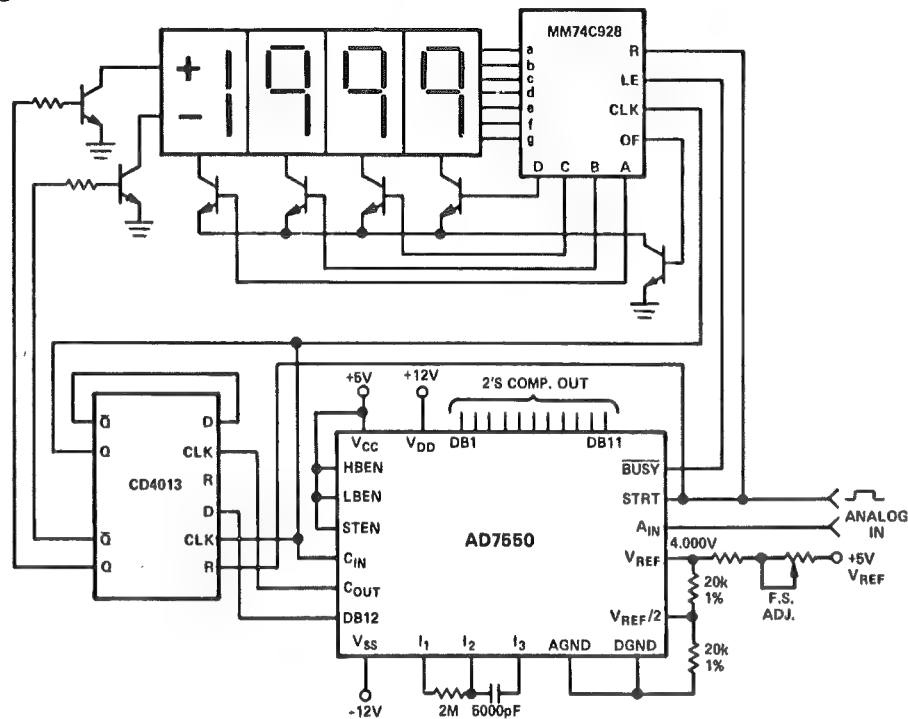 MM74C928
a
b
c
d
e
f
g
R
LE
CLK
OF
D C B A
+1999
−
+5V
+12V
2'S COMP. OUT
VCC
VDD
DB1
DB11
HBEN
LBEN
STEN
CIN
COUT
DB12
VSS
AD7550
BUSY
STRT
AIN
VREF
VREF/2
I1
I2
I3
AGND
DGND
Q
Q
Q
Q
CD4013
D
CLK
R
D
CLK
R
ANALOG
IN
4.000V
+5V
VREF
F.S.
ADJ.
20k
1%
20k
1%
-12V
2M
5000pF